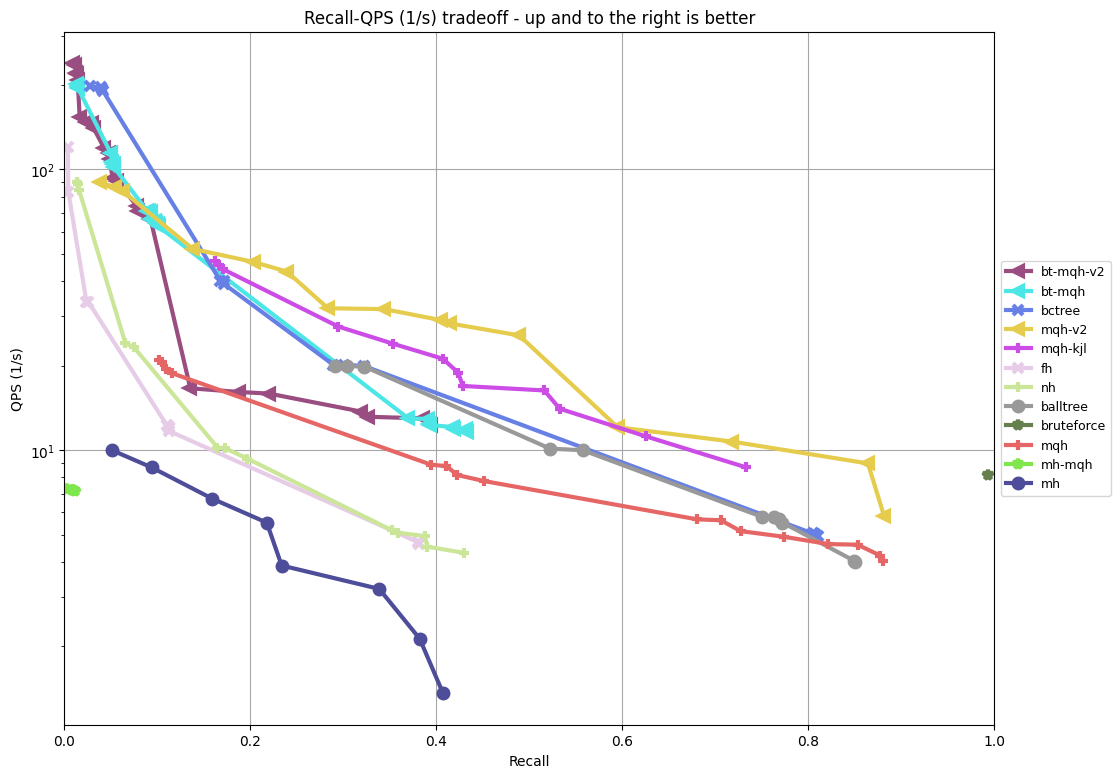 Recall-QPS (1/s) tradeoff - up and to the right is better
QPS (1/s)
10²
10¹
0.0 0.2 0.4 0.6 0.8 1.0
Recall
bt-mqh-v2
bt-mqh
bctree
mqh-v2
mqh-kjl
fh
nh
balltree
bruteforce
mqh
mh-mqh
mh